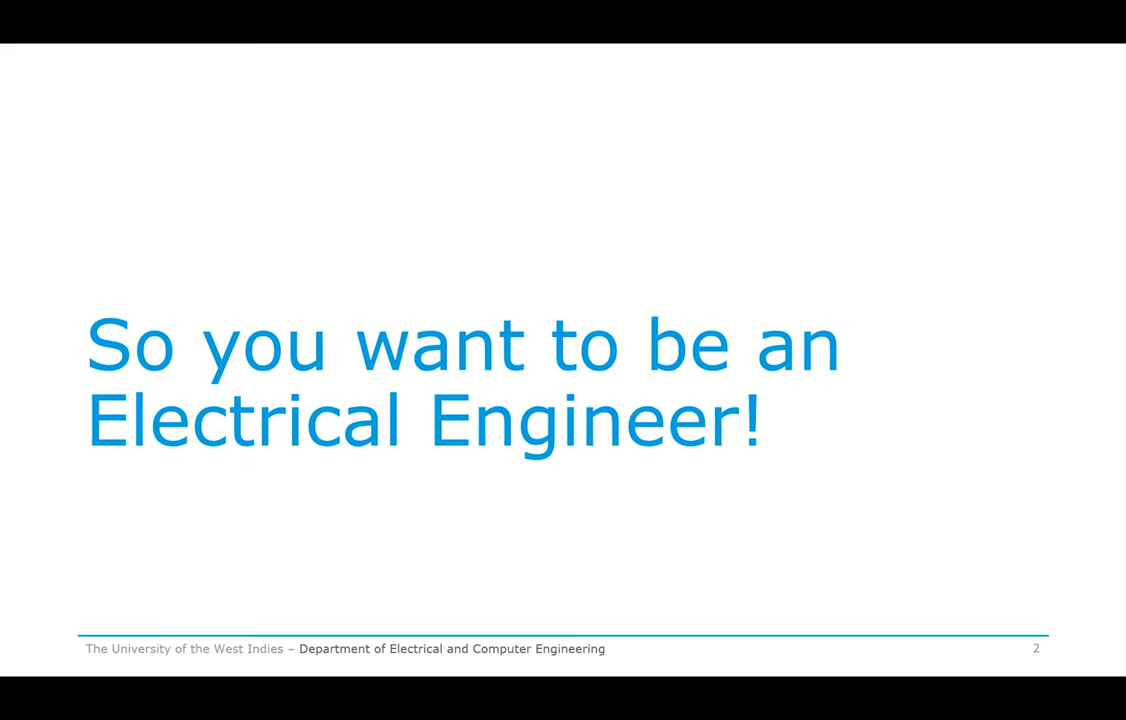 So you want to be an
Electrical Engineer!
The University of the West Indies – Department of Electrical and Computer Engineering
2